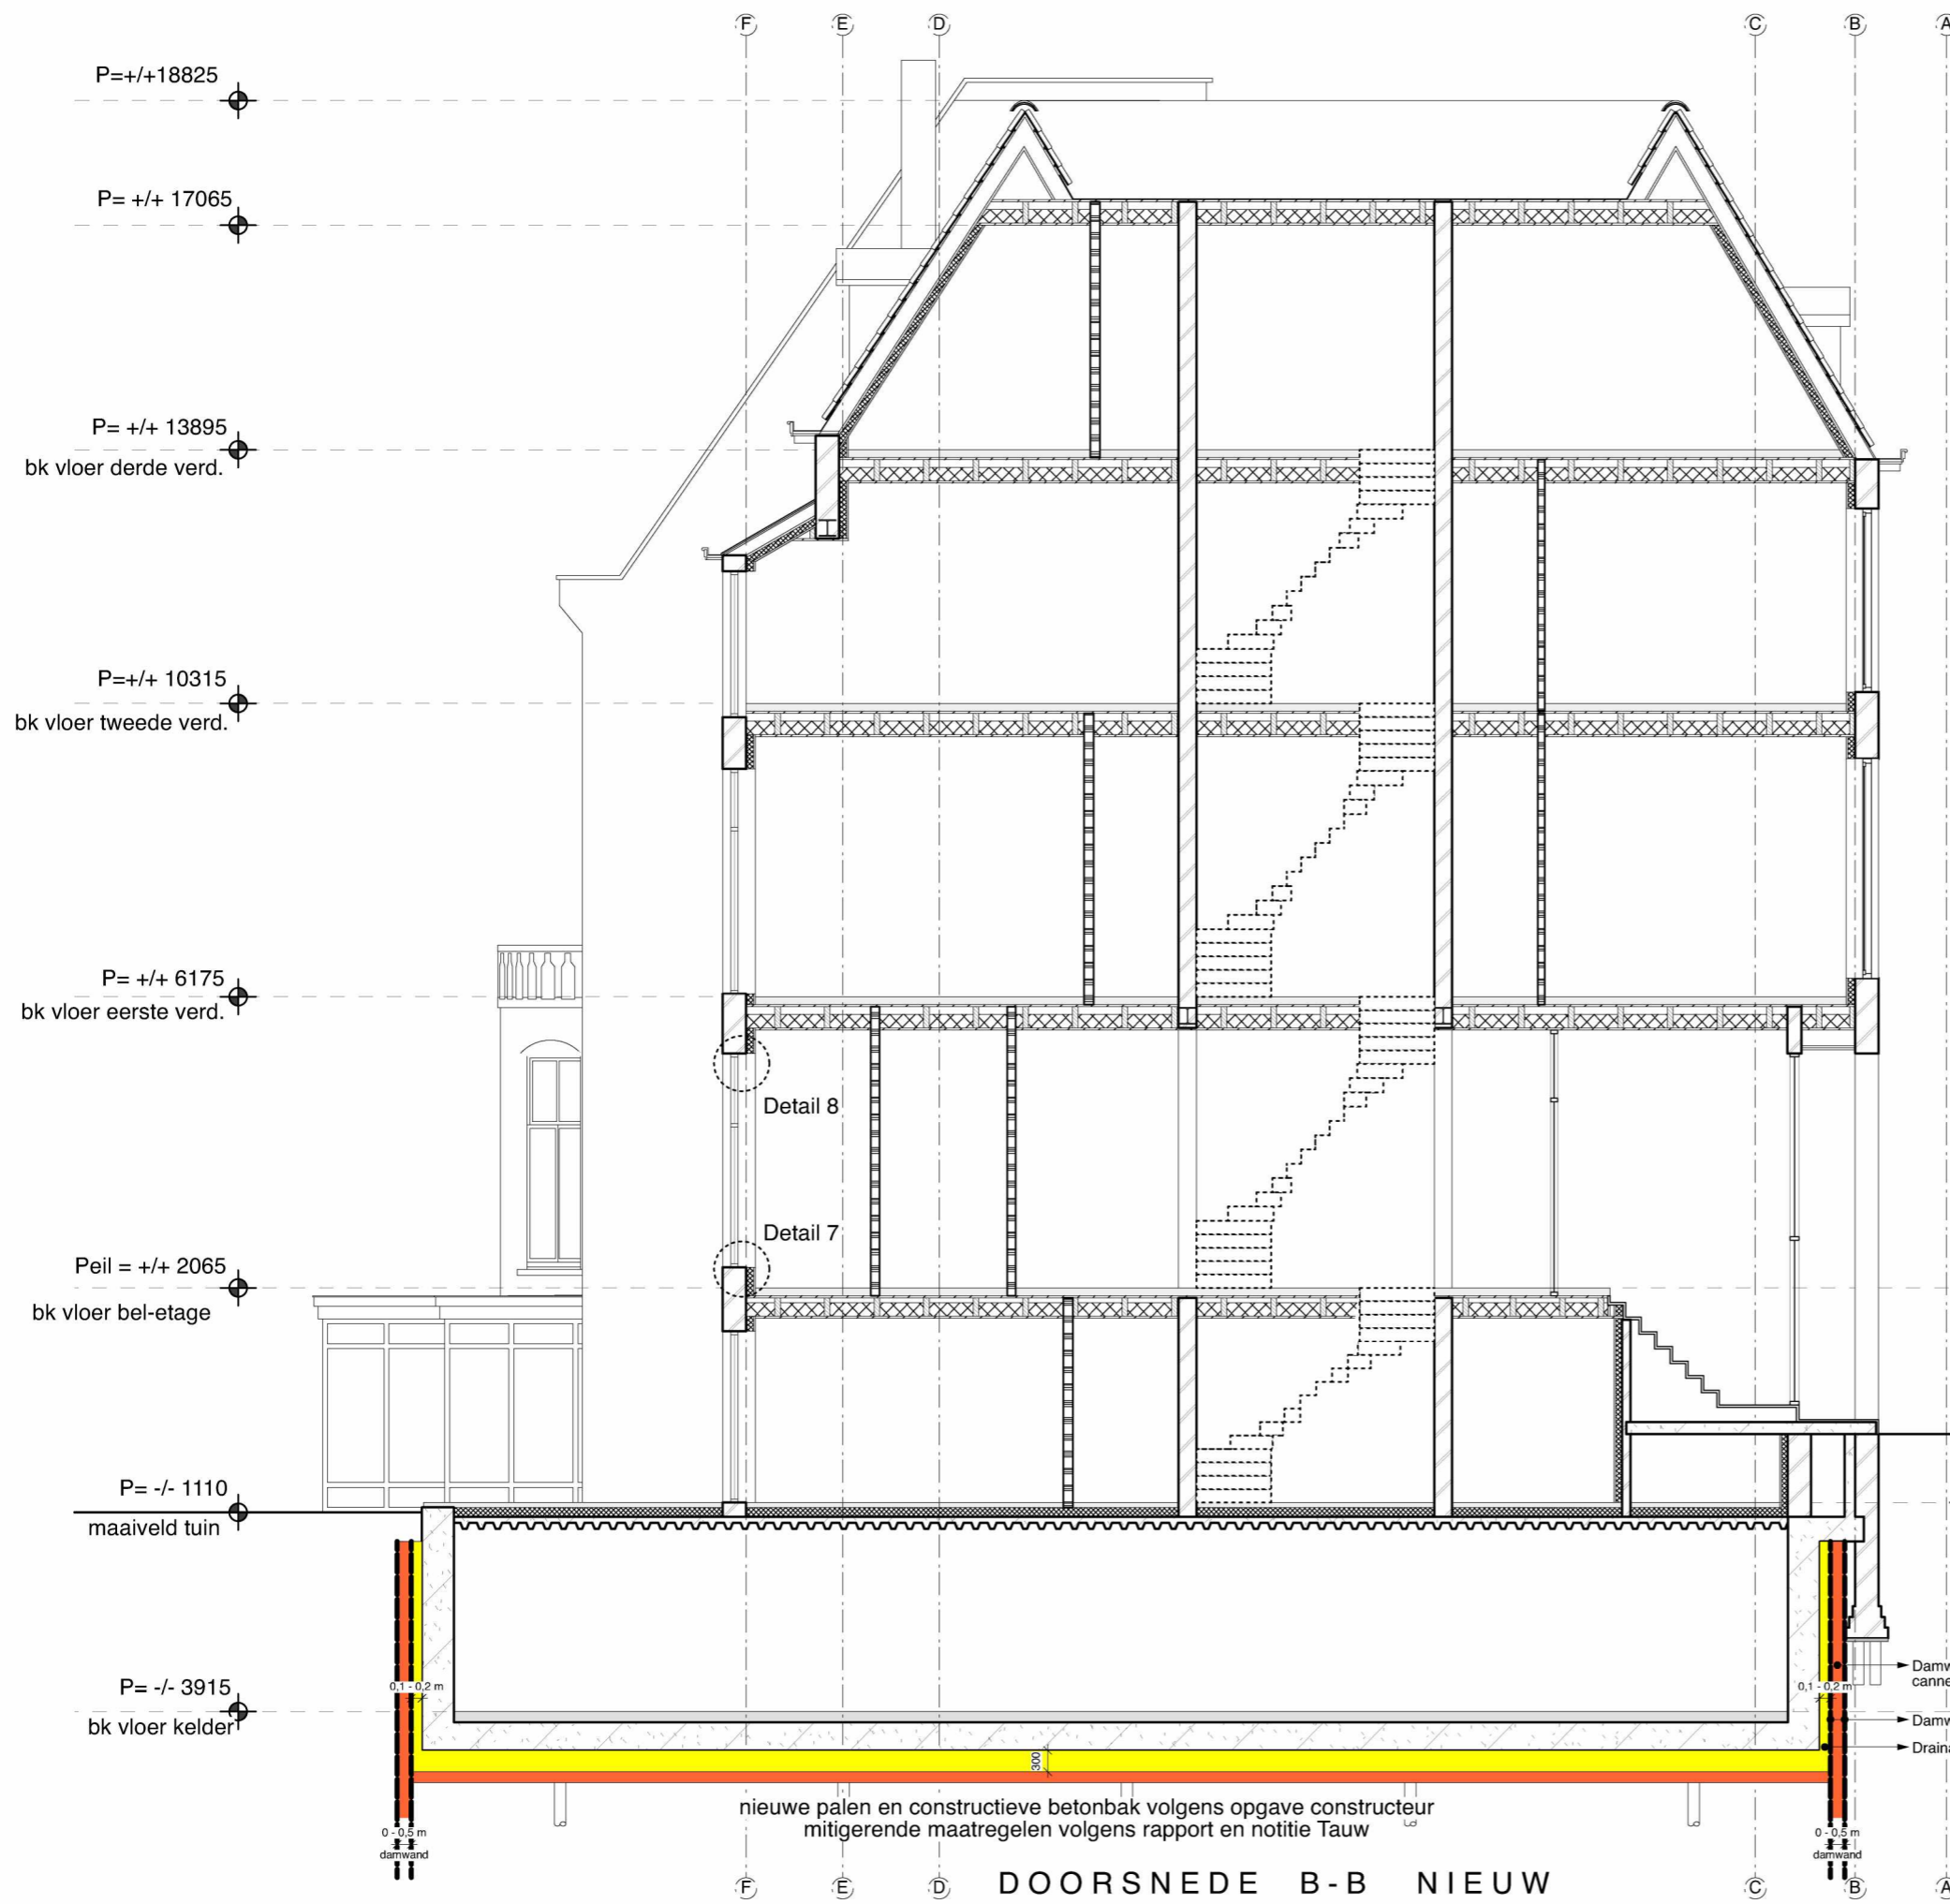 F E D C B A
P=+/+18825
P= +/+ 17065
P= +/+ 13895
bk vloer derde verd.
P=+/+ 10315
bk vloer tweede verd.
P= +/+ 6175
bk vloer eerste verd.
Detail 8
Detail 7
Peil = +/+ 2065
bk vloer bel-etage
P= -/- 1110
maaiveld tuin
P= -/- 3915
bk vloer kelder
0,1 - 0,2 m
0,1 - 0,2 m
300
nieuwe palen en constructieve betonbak volgens opgave constructeur
mitigerende maatregelen volgens rapport en notitie Tauw
0 - 0,5 m
damwand
0 - 0,5 m
damwand
DOORSNEDE B-B NIEUW
F E D C B A